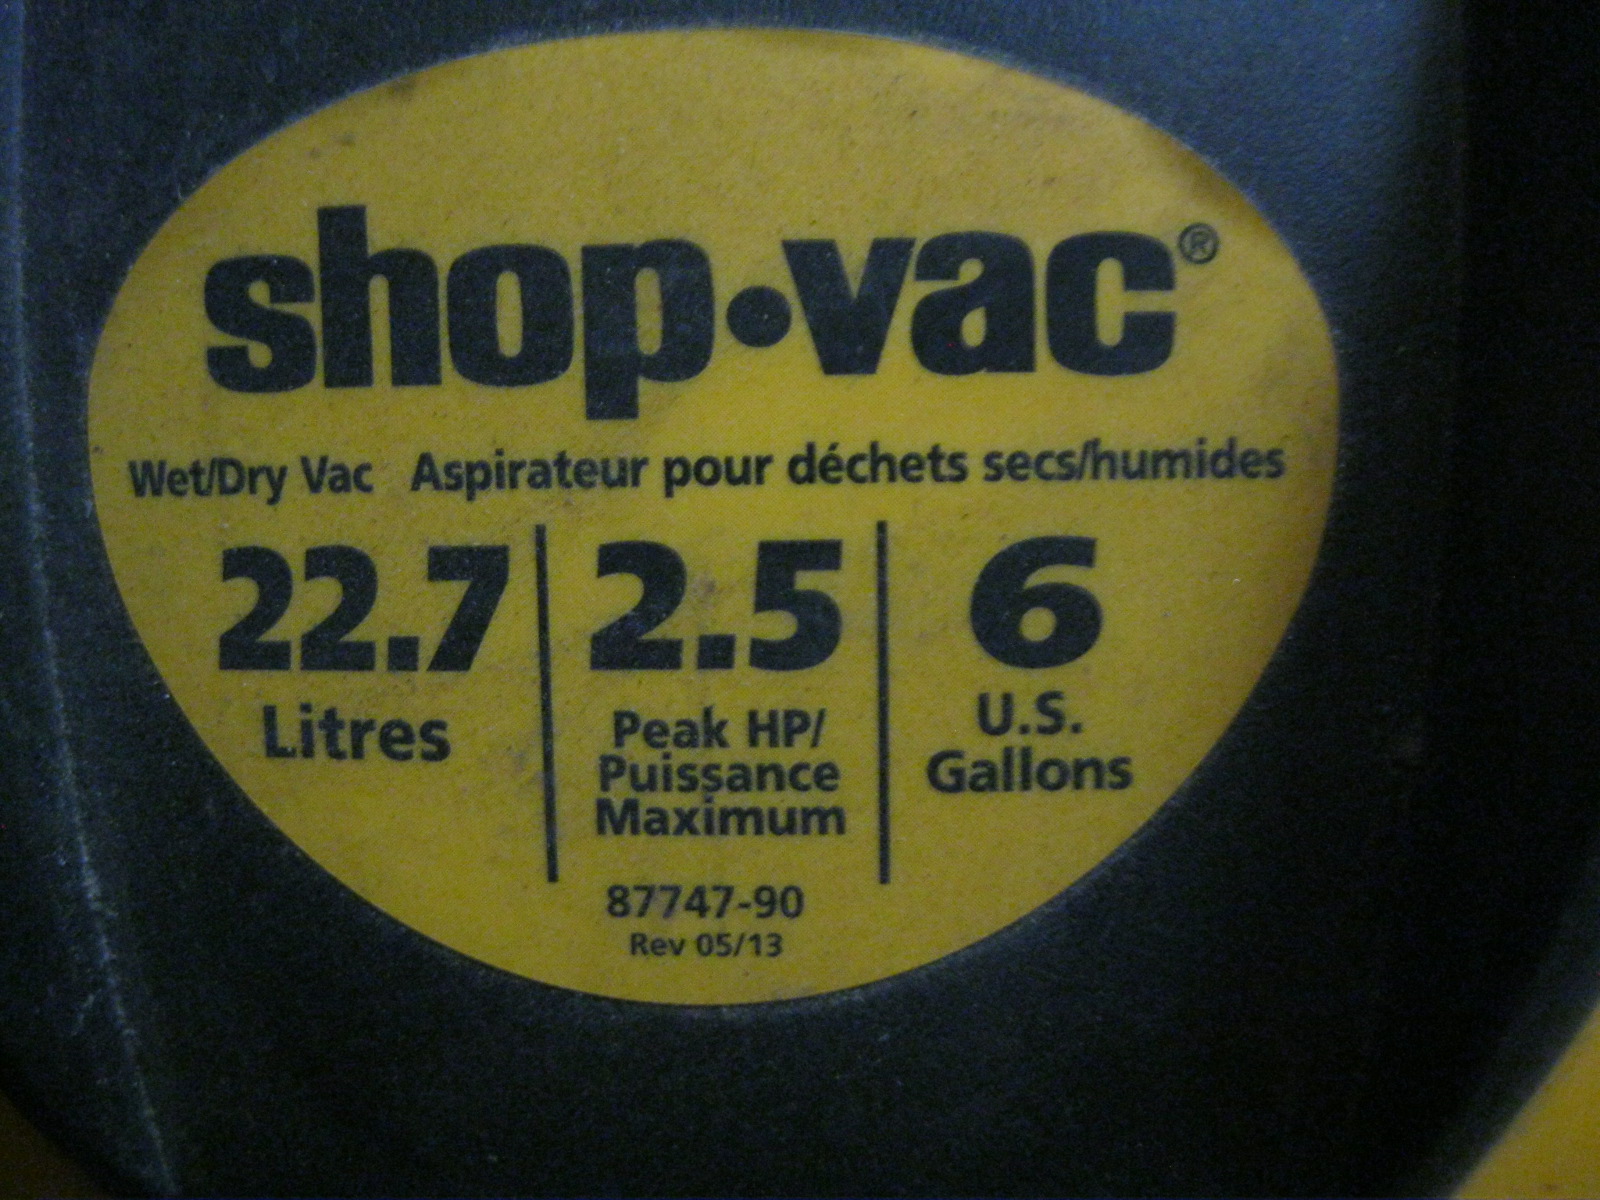 shop•vac®
Wet/Dry Vac Aspirateur pour déchets secs/humides
22.7
Litres
2.5
Peak HP/
Puissance
Maximum
6
U.S.
Gallons
87747-90
Rev 05/13